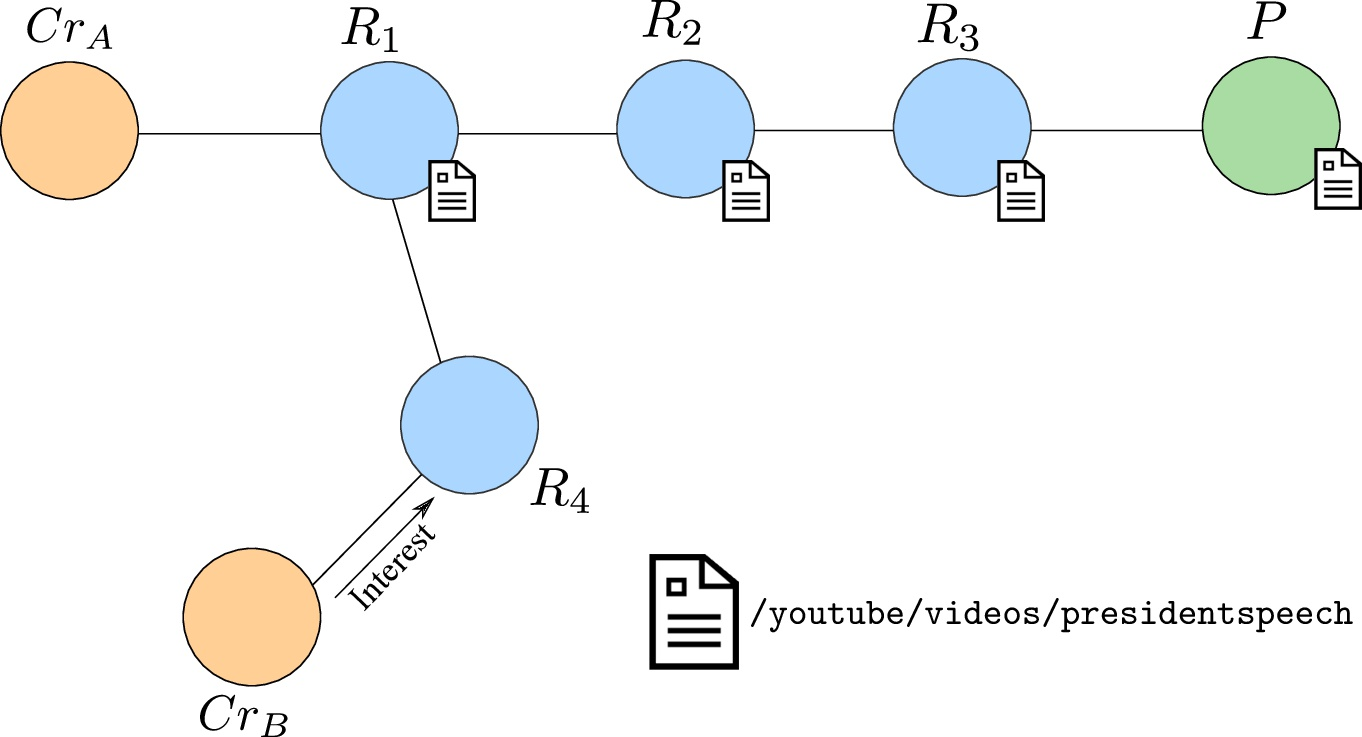 Cr_A
R_1
R_2
R_3
P
R_4
Interest
/youtube/videos/presidentspeech
Cr_B